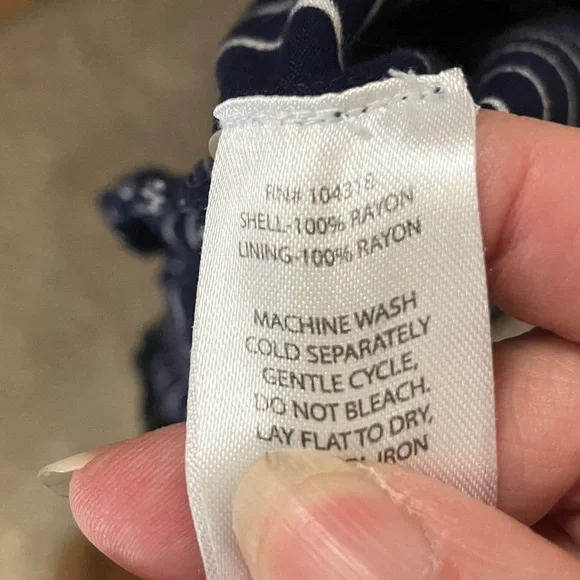 RN# 104318
SHELL-100% RAYON
LINING-100% RAYON
MACHINE WASH
COLD SEPARATELY
GENTLE CYCLE,
DO NOT BLEACH.
LAY FLAT TO DRY,
IRON